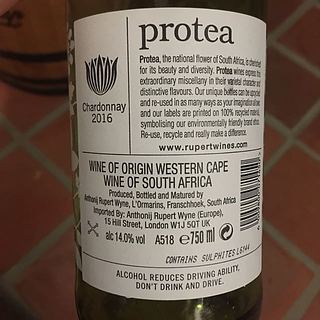 protea
Protea, the national flower of South Africa, is cherished
for its beauty and diversity. Protea wines express this
extraordinary miscellany in their varietal character and
distinctive flavours. Our unique bottles can be uncorked
and re-used in as many ways as your imagination allows
and our labels are printed on 100% recycled material,
symbolising our environmentally friendly brand ethos.
Re-use, recycle and really make a difference.
www.rupertwines.com
Chardonnay
2016
WINE OF ORIGIN WESTERN CAPE
WINE OF SOUTH AFRICA
Produced, Bottled and Matured by
Anthonij Rupert Wyne, L'Ormarins, Franschhoek, South Africa
Imported By: Anthonij Rupert Wyne (Europe),
15 Hill Street, London W1J 5QT UK
alc 14.0% vol A518 e 750 ml
CONTAINS SULPHITES
ALCOHOL REDUCES DRIVING ABILITY,
DON'T DRINK AND DRIVE.